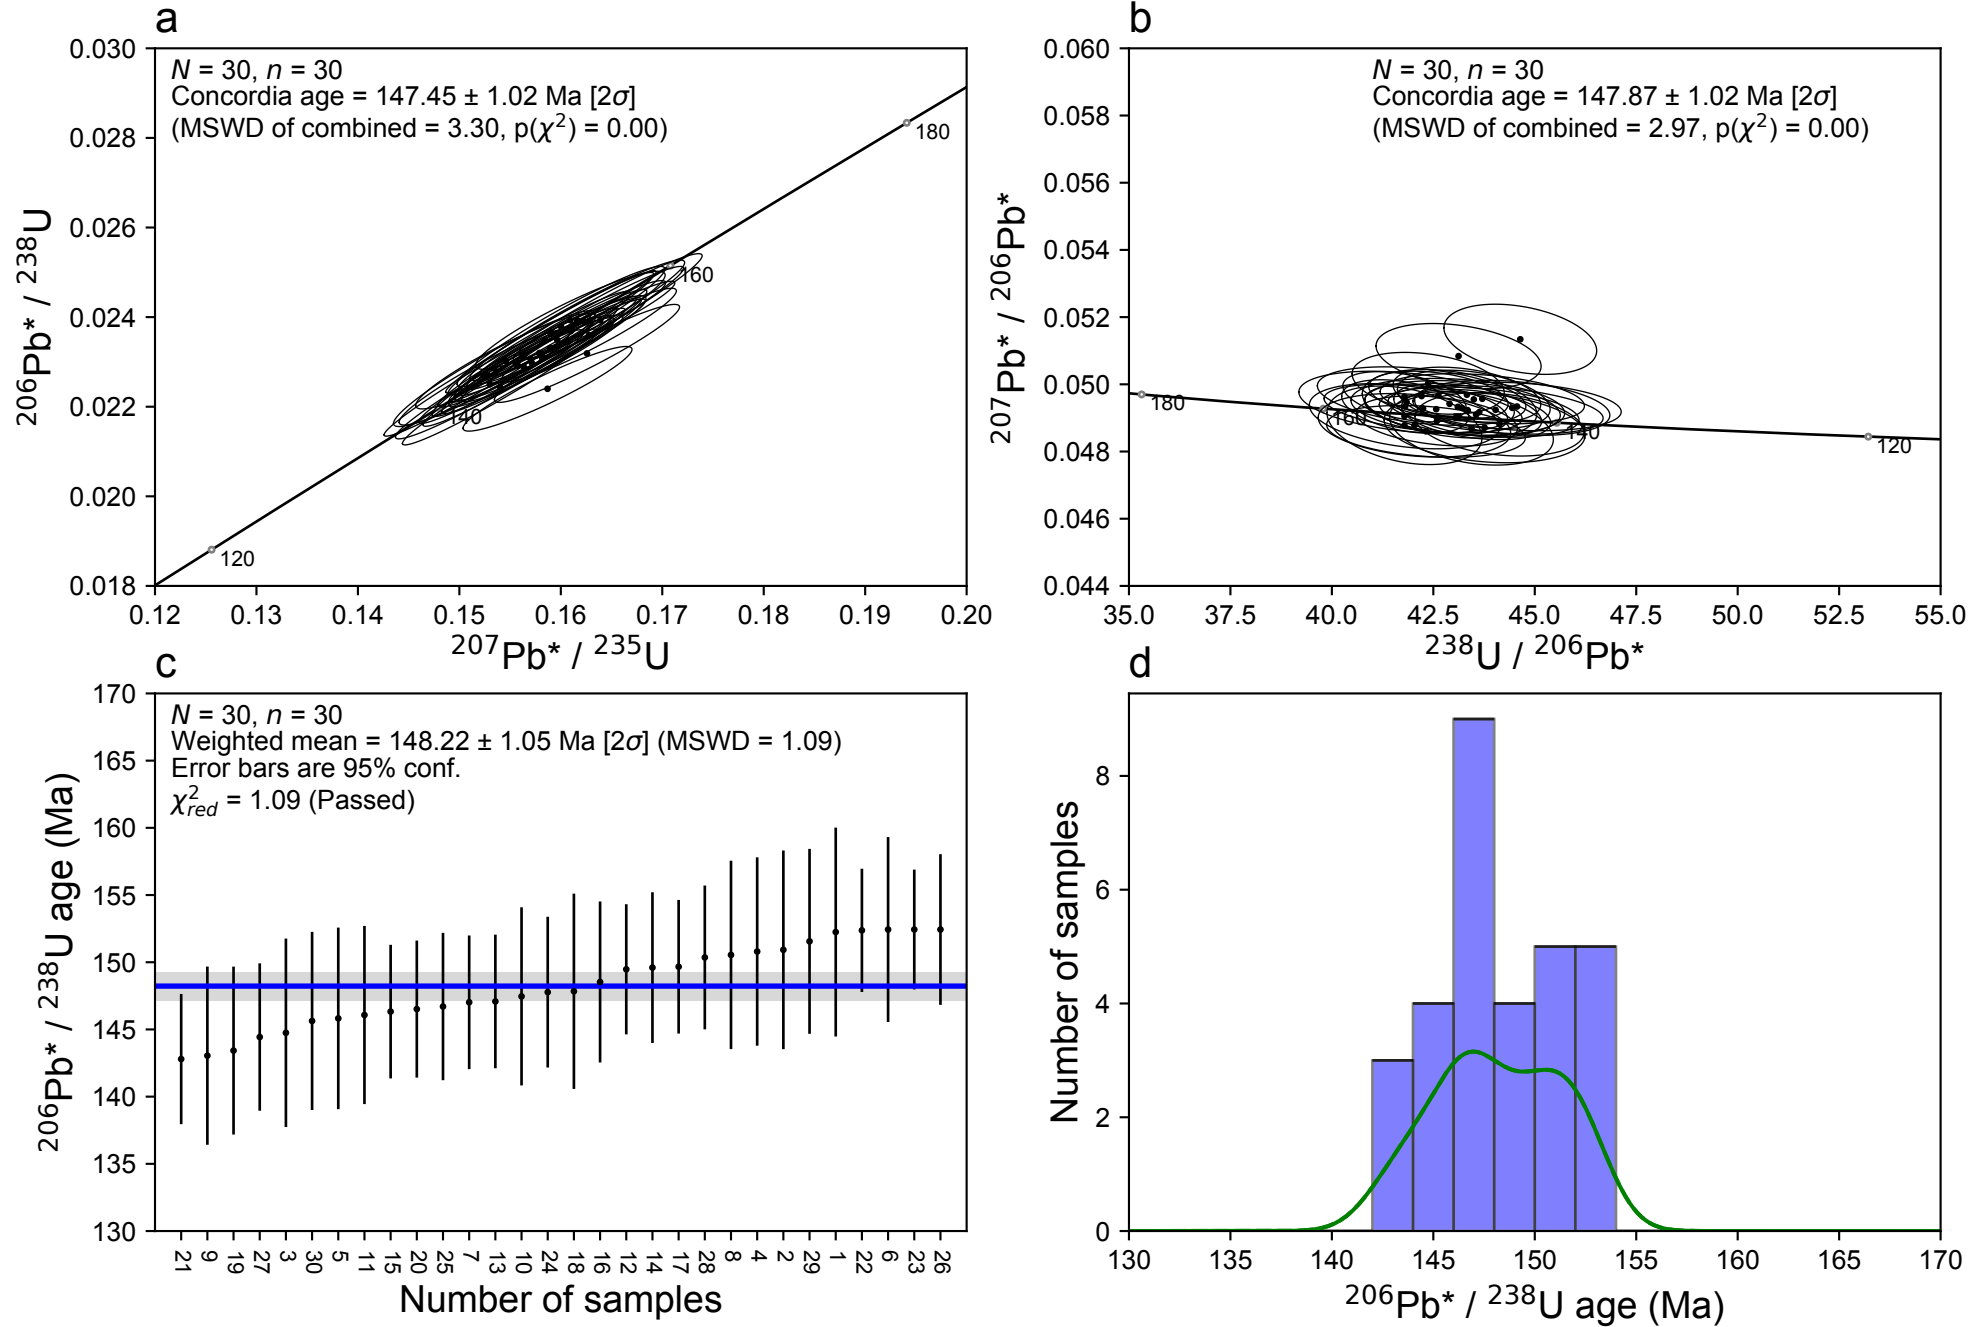 a
N = 30, n = 30
Concordia age = 147.45 ± 1.02 Ma [2σ]
(MSWD of combined = 3.30, p(χ²) = 0.00)
0.030
0.028
0.026
0.024
0.022
0.020
0.018
²⁰⁶Pb* / ²³⁸U
180
160
140
120
0.12 0.13 0.14 0.15 0.16 0.17 0.18 0.19 0.20
²⁰⁷Pb* / ²³⁵U
b
N = 30, n = 30
Concordia age = 147.87 ± 1.02 Ma [2σ]
(MSWD of combined = 2.97, p(χ²) = 0.00)
0.060
0.058
0.056
0.054
0.052
0.050
0.048
0.046
0.044
²⁰⁷Pb* / ²⁰⁶Pb*
180
160
140
120
35.0 37.5 40.0 42.5 45.0 47.5 50.0 52.5 55.0
²³⁸U / ²⁰⁶Pb*
c
N = 30, n = 30
Weighted mean = 148.22 ± 1.05 Ma [2σ] (MSWD = 1.09)
Error bars are 95% conf.
χ²red = 1.09 (Passed)
170
165
160
155
150
145
140
135
130
²⁰⁶Pb* / ²³⁸U age (Ma)
21 9 19 27 3 30 5 11 15 20 25 7 13 10 24 18 16 12 14 17 28 8 4 2 29 1 22 6 23 26
Number of samples
d
8
6
4
2
0
Number of samples
130 135 140 145 150 155 160 165 170
²⁰⁶Pb* / ²³⁸U age (Ma)